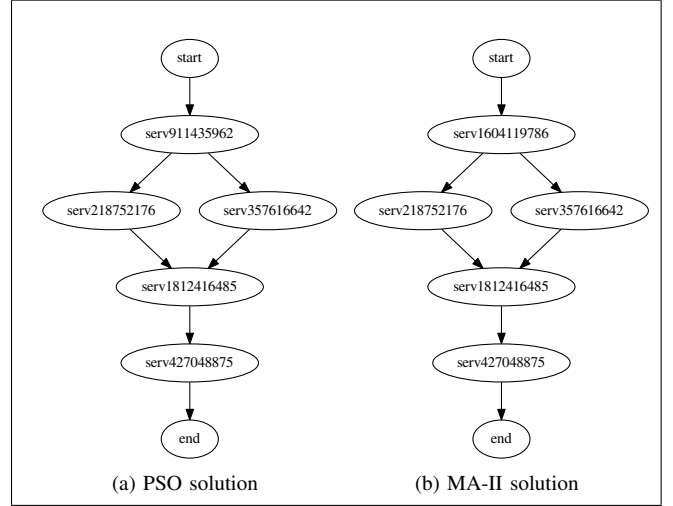 start
serv911435962
serv218752176 serv357616642
serv1812416485
serv427048875
end
(a) PSO solution
start
serv1604119786
serv218752176 serv357616642
serv1812416485
serv427048875
end
(b) MA-II solution